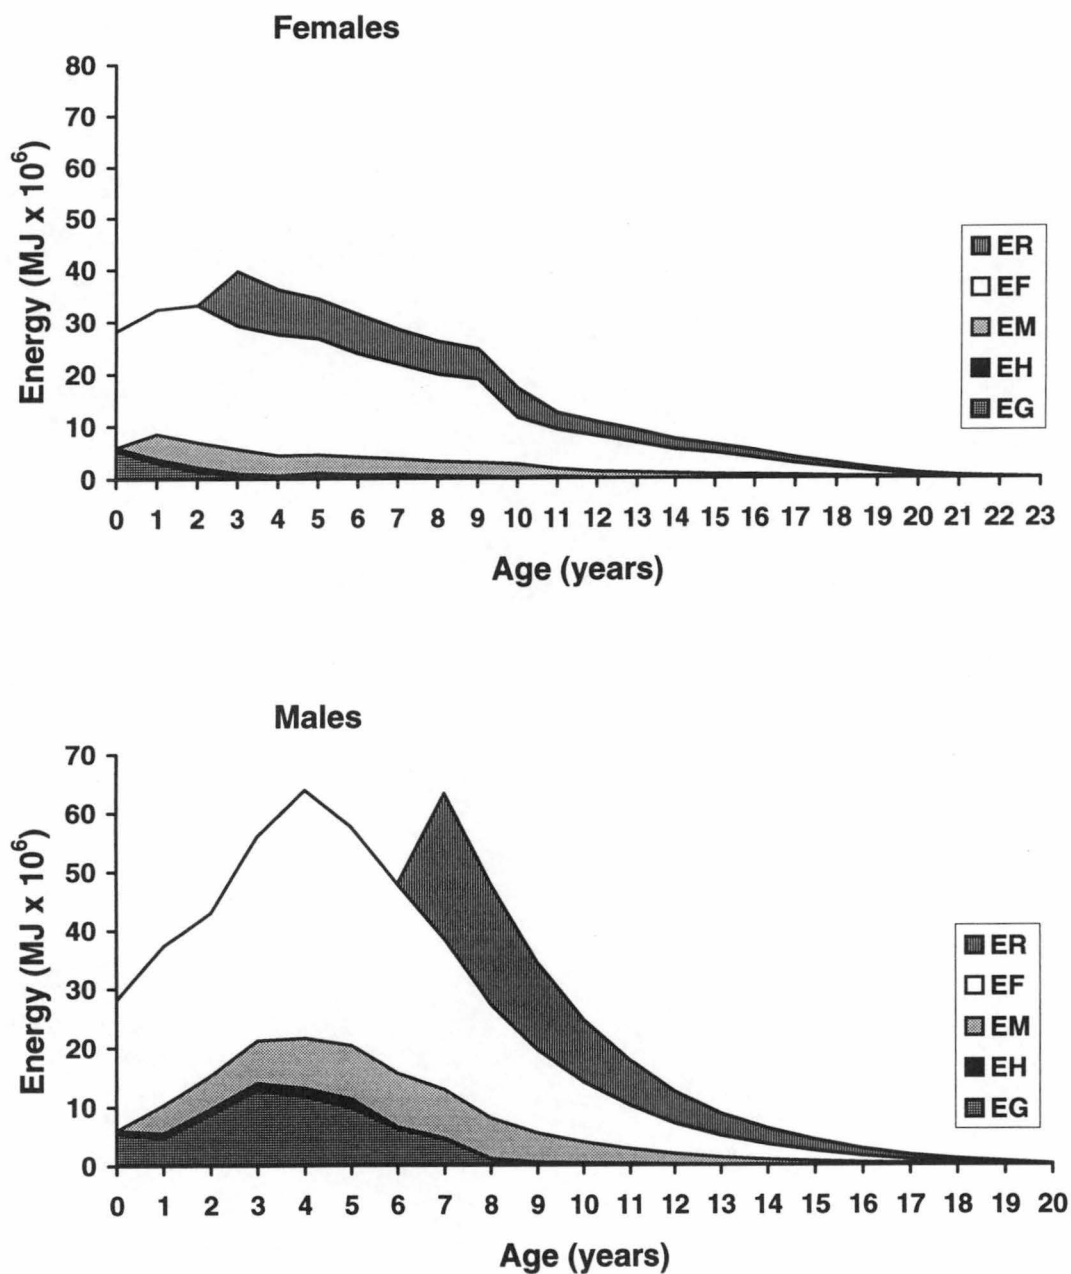 Females
80
70
60
50
40
30
20
10
0
Energy (MJ x 10⁶)
ER
EF
EM
EH
EG
0 1 2 3 4 5 6 7 8 9 10 11 12 13 14 15 16 17 18 19 20 21 22 23
Age (years)
Males
70
60
50
40
30
20
10
0
Energy (MJ x 10⁶)
ER
EF
EM
EH
EG
0 1 2 3 4 5 6 7 8 9 10 11 12 13 14 15 16 17 18 19 20
Age (years)